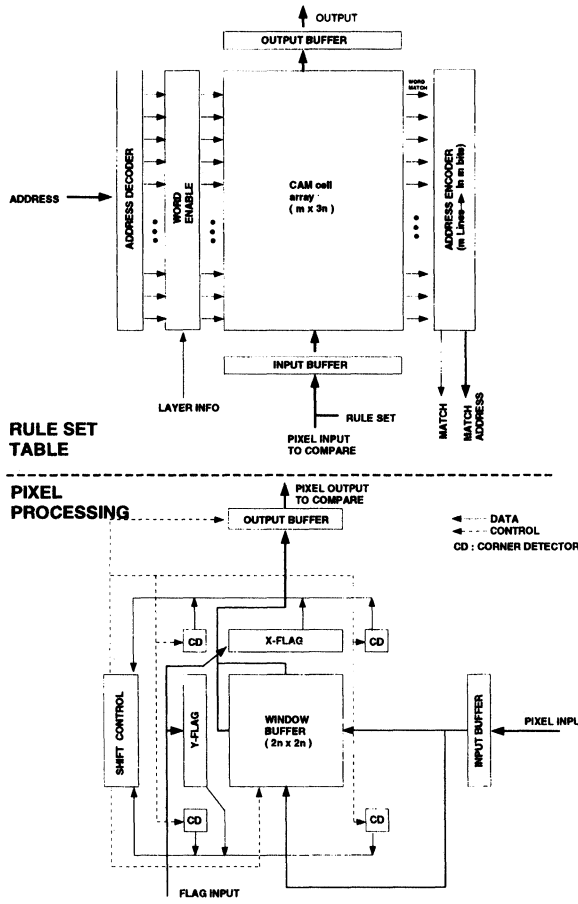 OUTPUT
OUTPUT BUFFER
WORD
MATCH
ADDRESS
ADDRESS DECODER
WORD
ENABLE
CAM cell
array
( m x 3n )
ADDRESS ENCODER
(m Lines → ln m bits)
INPUT BUFFER
LAYER INFO
RULE SET
PIXEL INPUT
TO COMPARE
MATCH
MATCH
ADDRESS
RULE SET
TABLE
PIXEL
PROCESSING
PIXEL OUTPUT
TO COMPARE
OUTPUT BUFFER
DATA
CONTROL
CD : CORNER DETECTOR
CD
X-FLAG
CD
SHIFT CONTROL
Y-FLAG
WINDOW
BUFFER
( 2n x 2n )
INPUT BUFFER
PIXEL INPU
CD
CD
FLAG INPUT